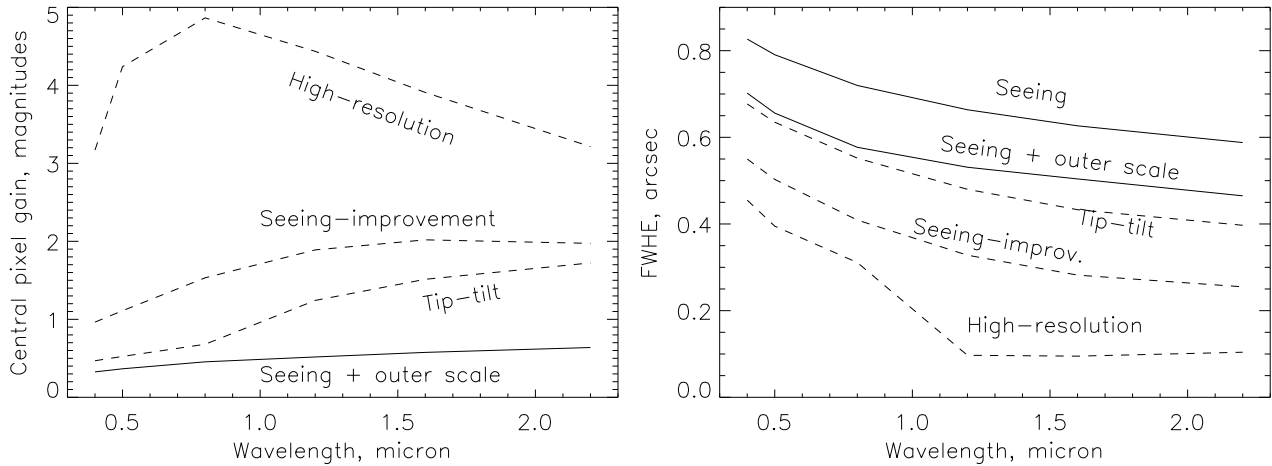 Central pixel gain, magnitudes
5
4
3
2
1
0
High-resolution
Seeing-improvement
Tip-tilt
Seeing + outer scale
0.5 1.0 1.5 2.0
Wavelength, micron
FWHE, arcsec
0.8
0.6
0.4
0.2
0.0
Seeing
Seeing + outer scale
Tip-tilt
Seeing-improv.
High-resolution
0.5 1.0 1.5 2.0
Wavelength, micron